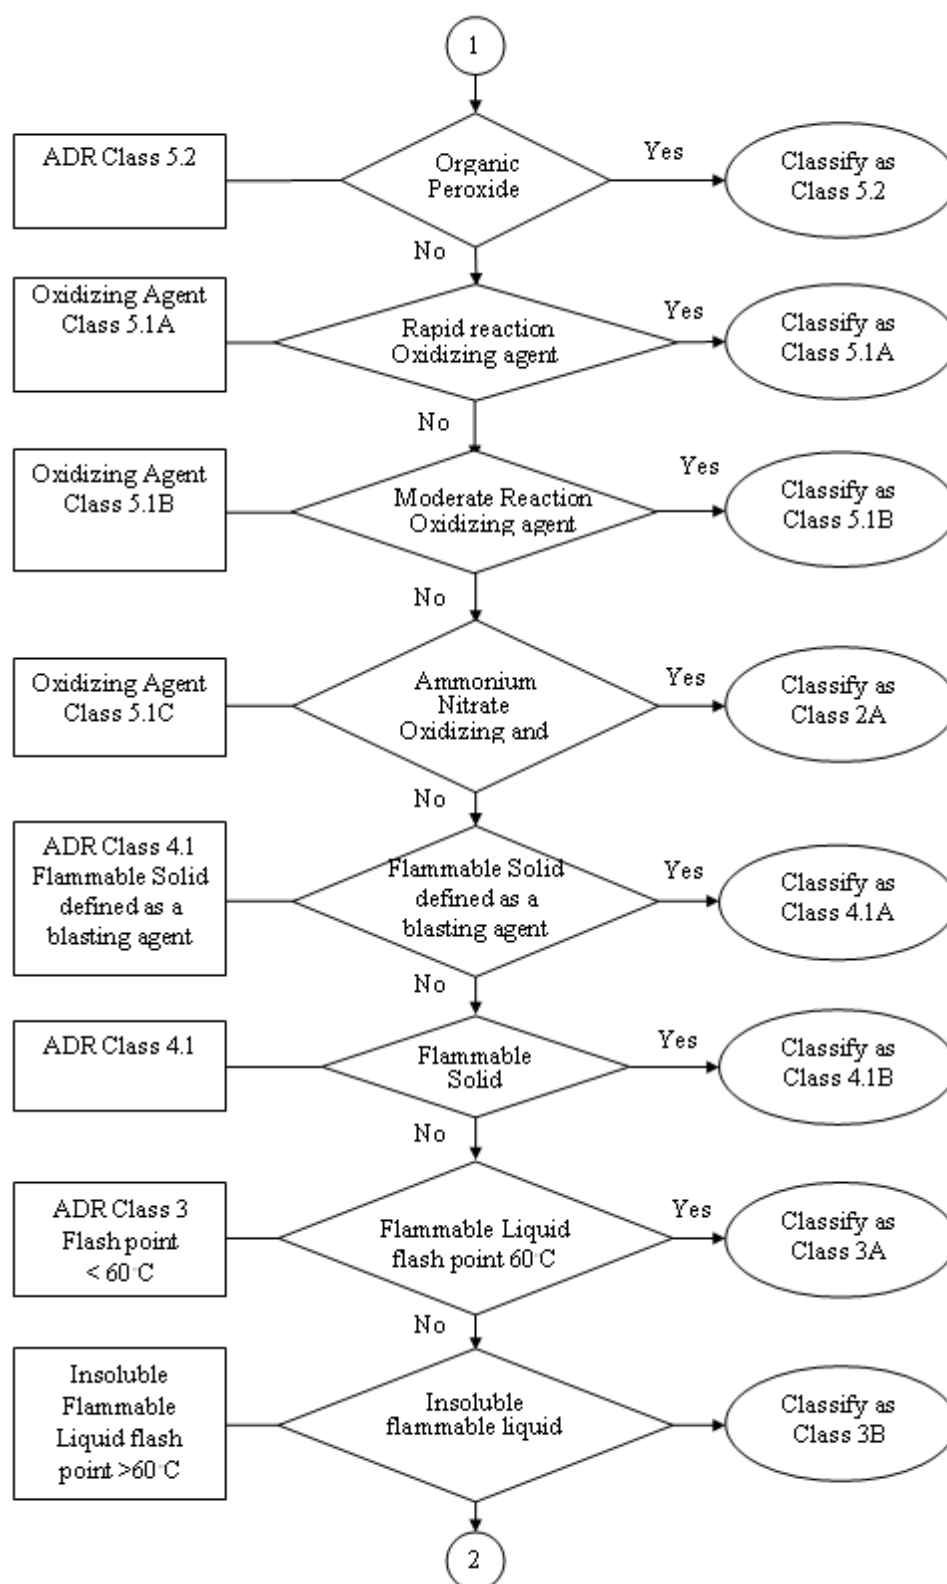 1
ADR Class 5.2
Organic
Peroxide
Yes
Classify as
Class 5.2
No
Oxidizing Agent
Class 5.1A
Rapid reaction
Oxidizing agent
Yes
Classify as
Class 5.1A
No
Oxidizing Agent
Class 5.1B
Moderate Reaction
Oxidizing agent
Yes
Classify as
Class 5.1B
No
Oxidizing Agent
Class 5.1C
Ammonium
Nitrate
Oxidizing and
Yes
Classify as
Class 2A
No
ADR Class 4.1
Flammable Solid
defined as a
blasting agent
Flammable Solid
defined as a
blasting agent
Yes
Classify as
Class 4.1A
No
ADR Class 4.1
Flammable
Solid
Yes
Classify as
Class 4.1B
No
ADR Class 3
Flash point
< 60°C
Flammable Liquid
flash point 60°C
Yes
Classify as
Class 3A
No
Insoluble
Flammable
Liquid flash
point >60°C
Insoluble
flammable liquid
Classify as
Class 3B
2